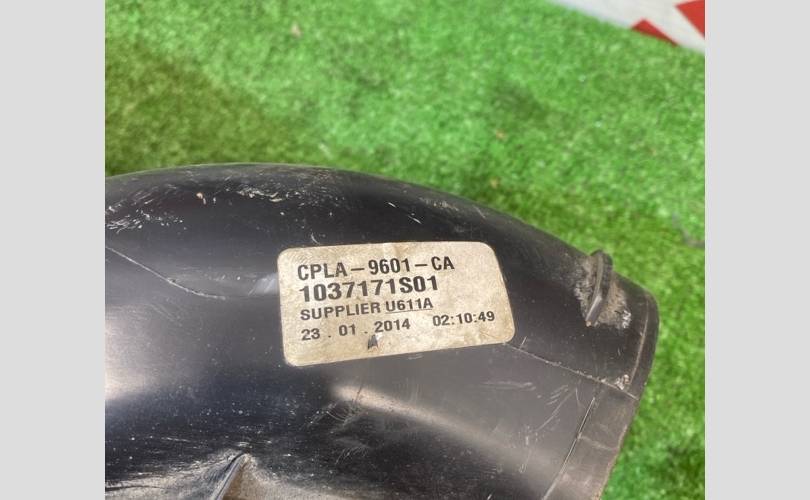 CPLA-9601-CA
1037171S01
SUPPLIER U611A
23 . 01 . 2014 02:10:49